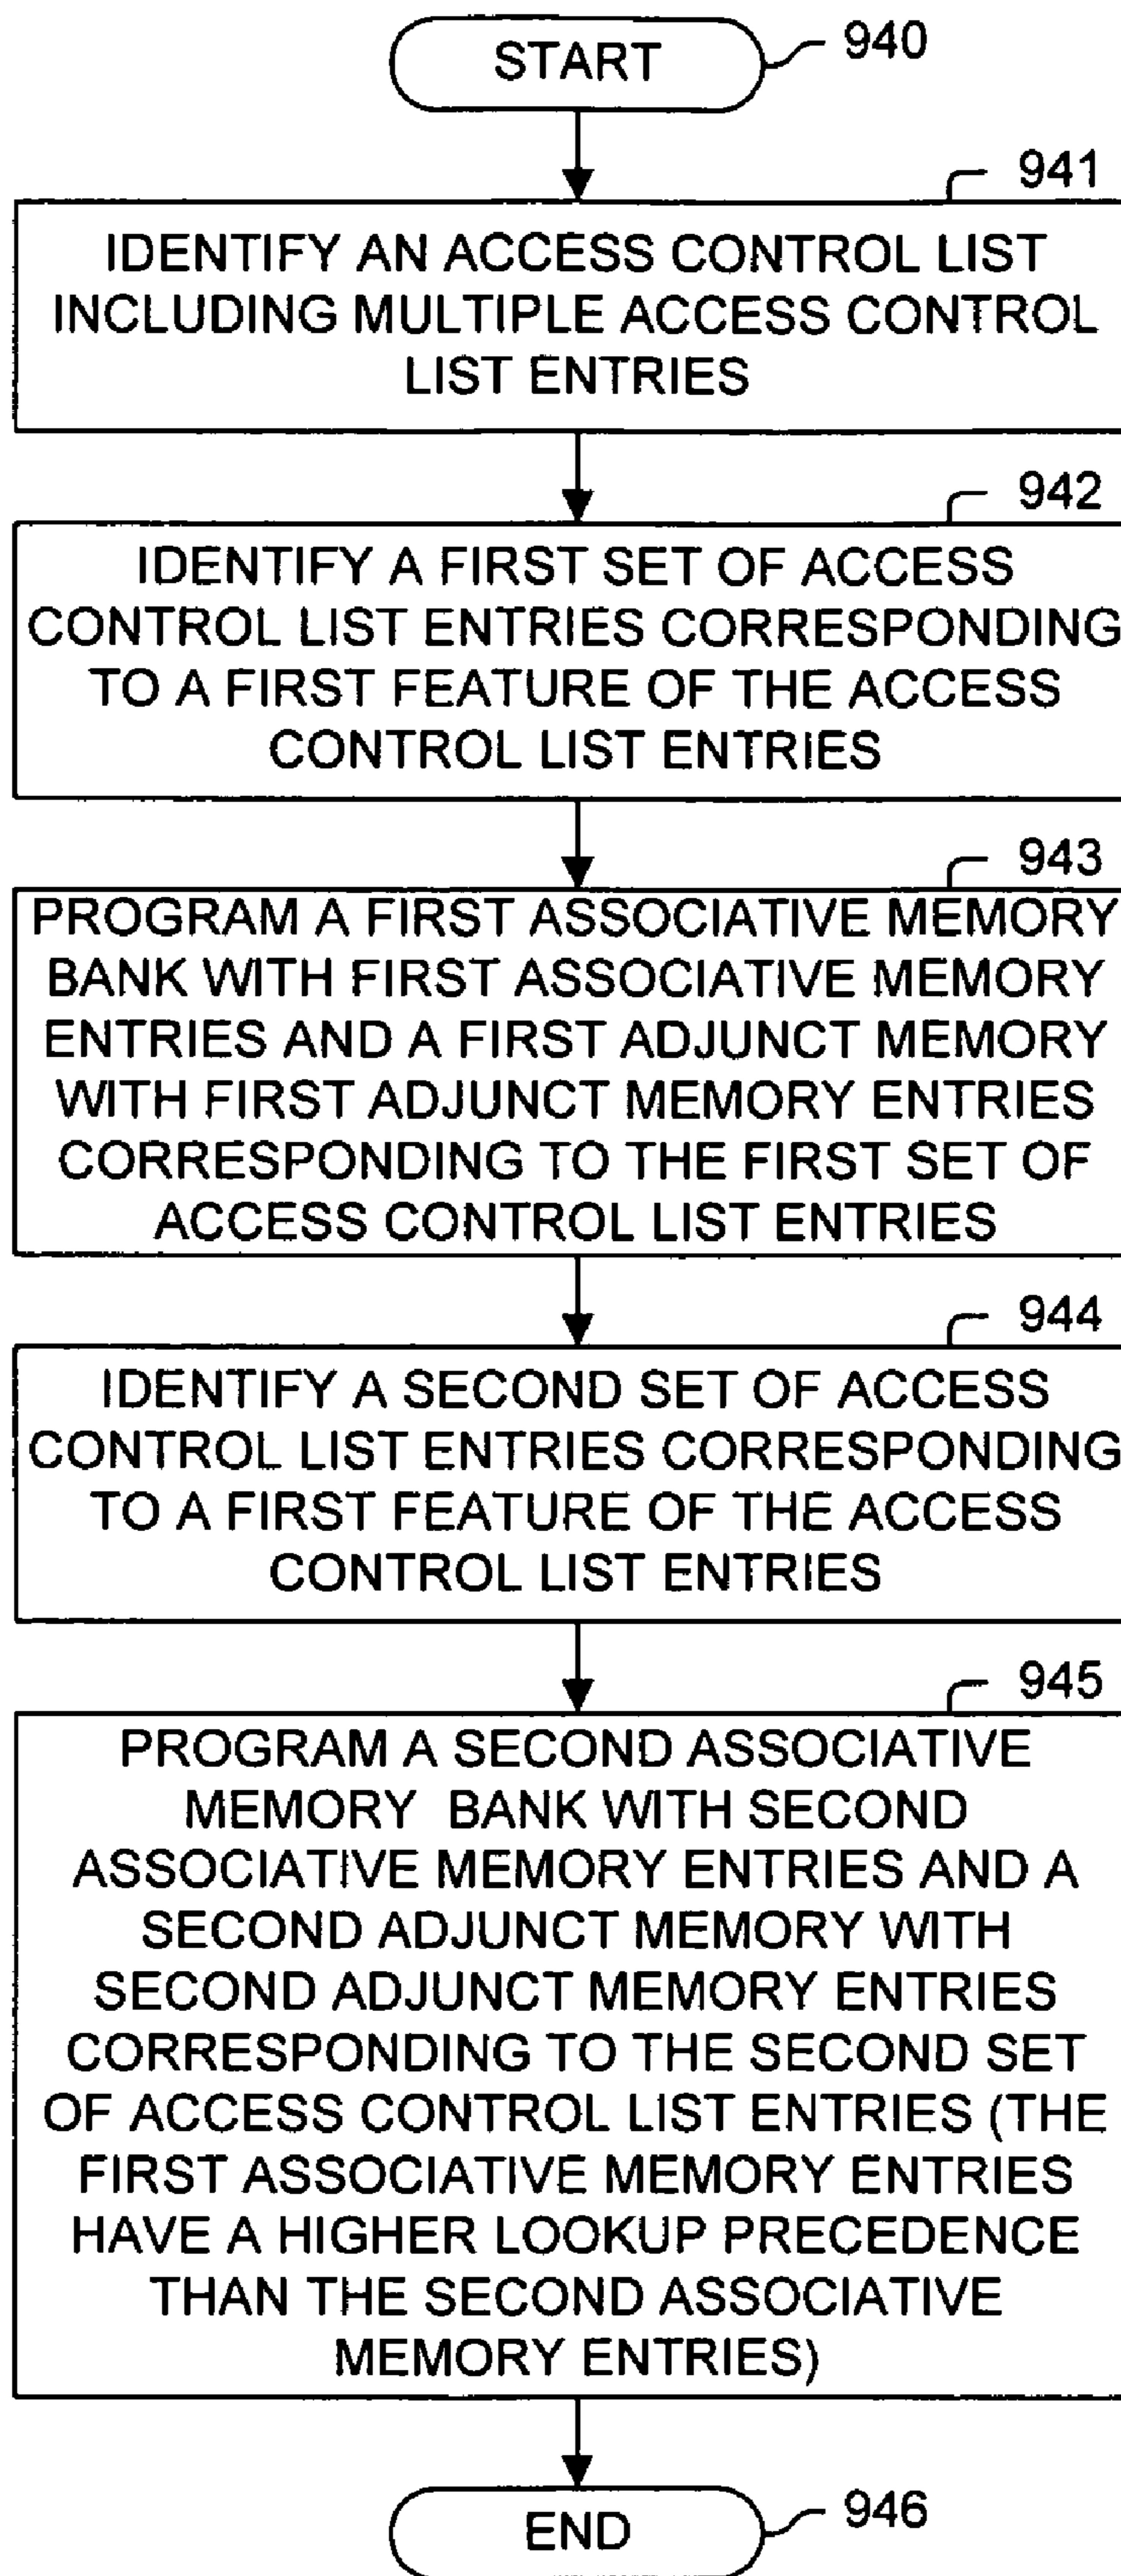 START
940
941
IDENTIFY AN ACCESS CONTROL LIST
INCLUDING MULTIPLE ACCESS CONTROL
LIST ENTRIES
942
IDENTIFY A FIRST SET OF ACCESS
CONTROL LIST ENTRIES CORRESPONDING
TO A FIRST FEATURE OF THE ACCESS
CONTROL LIST ENTRIES
943
PROGRAM A FIRST ASSOCIATIVE MEMORY
BANK WITH FIRST ASSOCIATIVE MEMORY
ENTRIES AND A FIRST ADJUNCT MEMORY
WITH FIRST ADJUNCT MEMORY ENTRIES
CORRESPONDING TO THE FIRST SET OF
ACCESS CONTROL LIST ENTRIES
944
IDENTIFY A SECOND SET OF ACCESS
CONTROL LIST ENTRIES CORRESPONDING
TO A FIRST FEATURE OF THE ACCESS
CONTROL LIST ENTRIES
945
PROGRAM A SECOND ASSOCIATIVE
MEMORY BANK WITH SECOND
ASSOCIATIVE MEMORY ENTRIES AND A
SECOND ADJUNCT MEMORY WITH
SECOND ADJUNCT MEMORY ENTRIES
CORRESPONDING TO THE SECOND SET
OF ACCESS CONTROL LIST ENTRIES (THE
FIRST ASSOCIATIVE MEMORY ENTRIES
HAVE A HIGHER LOOKUP PRECEDENCE
THAN THE SECOND ASSOCIATIVE
MEMORY ENTRIES)
END
946